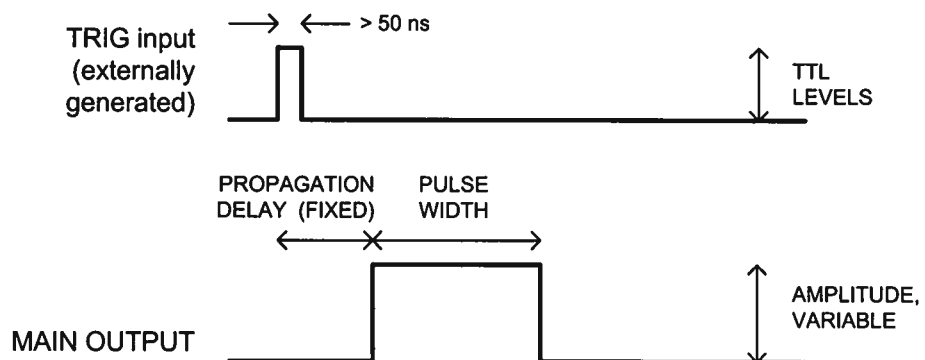 TRIG input
(externally
generated)
> 50 ns
TTL
LEVELS
PROPAGATION
DELAY (FIXED)
PULSE
WIDTH
MAIN OUTPUT
AMPLITUDE,
VARIABLE